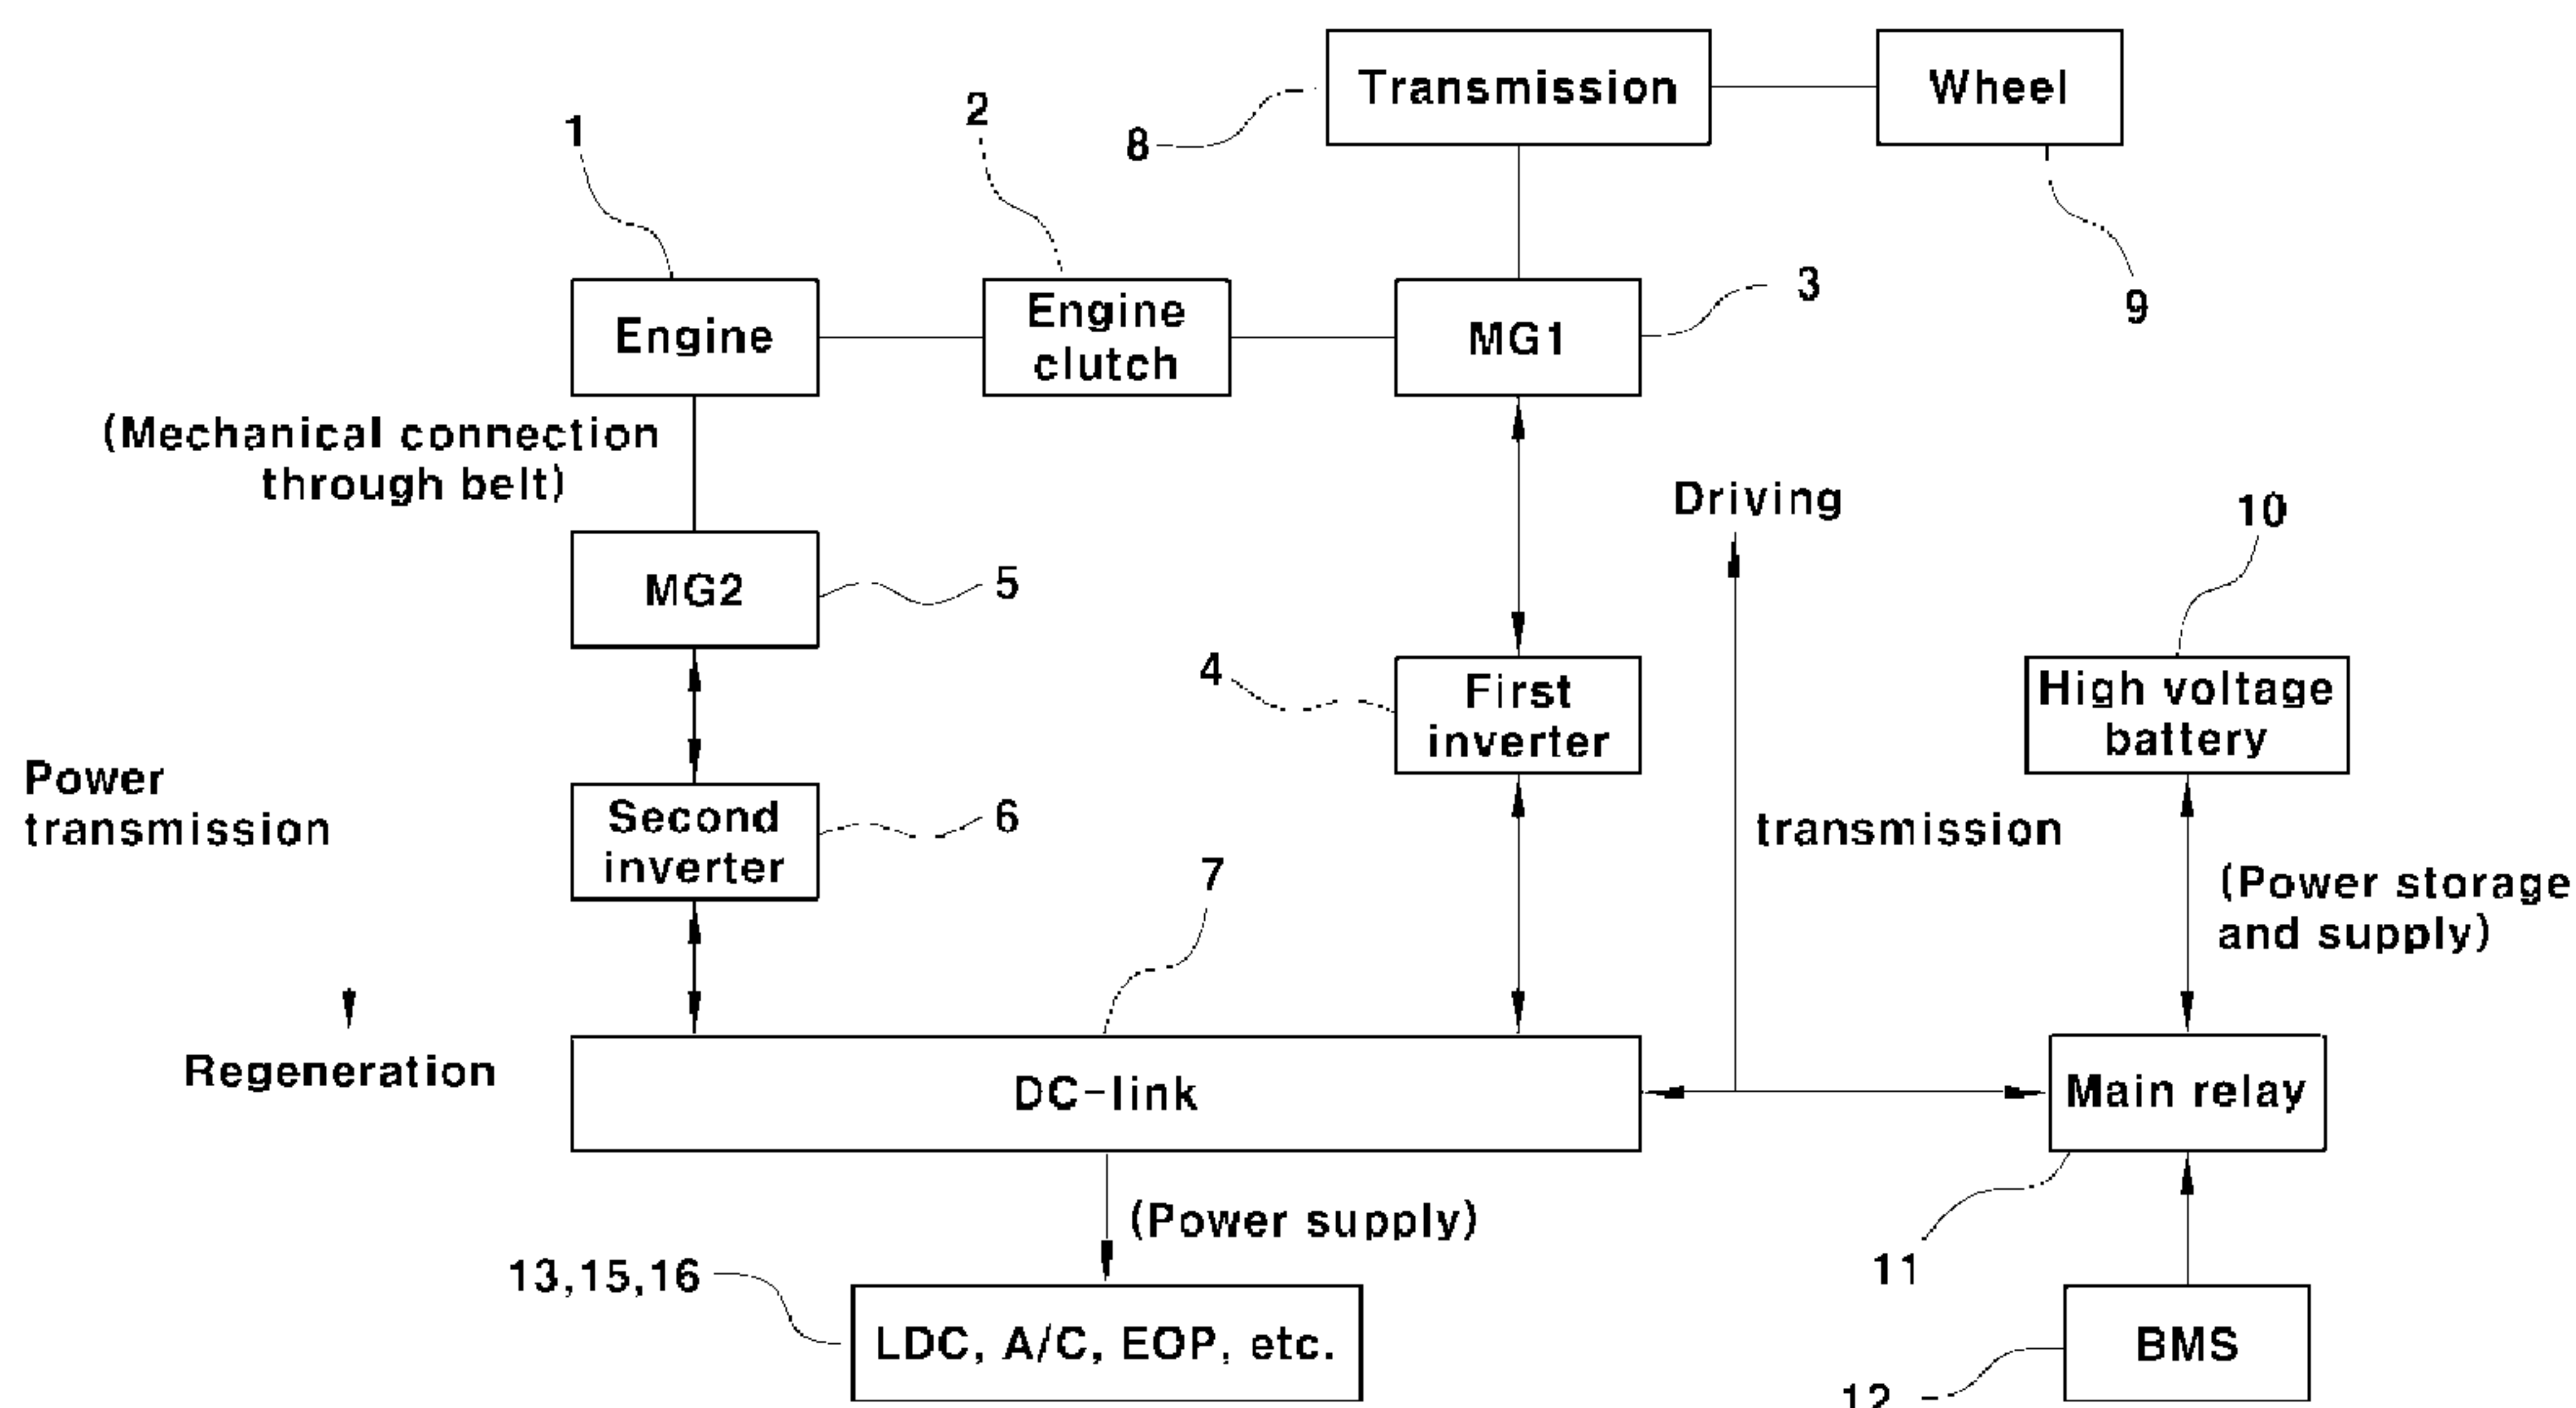 Transmission
Wheel
8
9
1
2
3
Engine
Engine
clutch
MG1
(Mechanical connection
through belt)
Driving
10
MG2
5
4
First
inverter
High voltage
battery
Power
transmission
Second
inverter
6
transmission
7
(Power storage
and supply)
Regeneration
DC-link
Main relay
(Power supply)
13,15,16
11
LDC, A/C, EOP, etc.
BMS
12